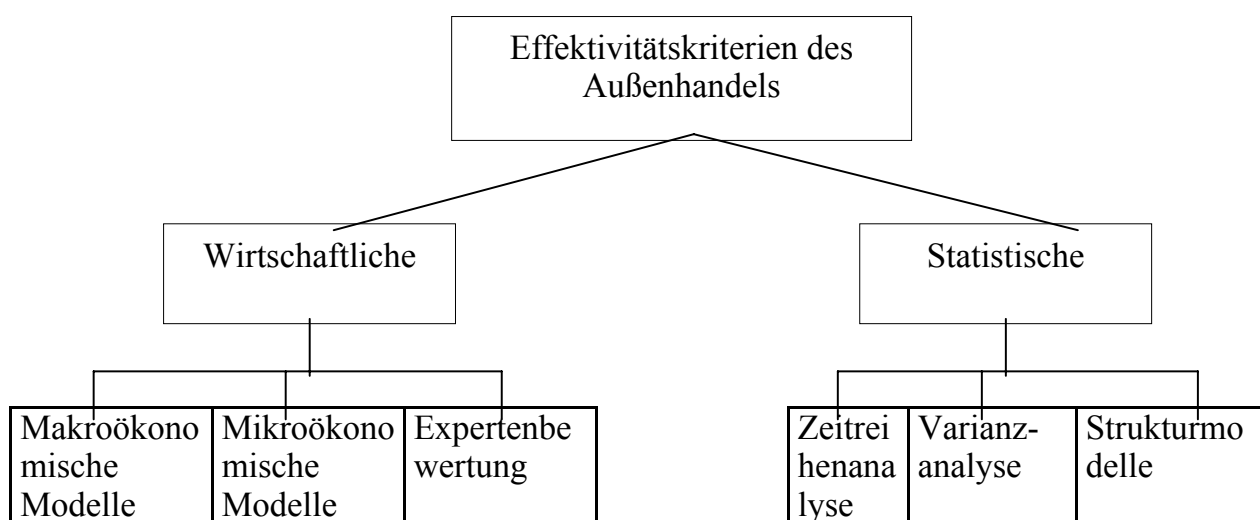 Effektivitätskriterien des
Außenhandels
Wirtschaftliche
Statistische
Makroökono
mische
Modelle
Mikroökono
mische
Modelle
Expertenbe
wertung
Zeitrei
henana
lyse
Varianz-
analyse
Strukturmo
delle